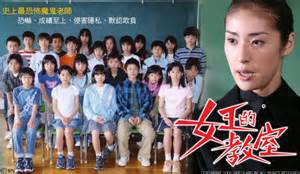 史上最恐怖魔鬼老師
恐嚇、成績至上、侵害隱私、默認欺負
女王的
教室